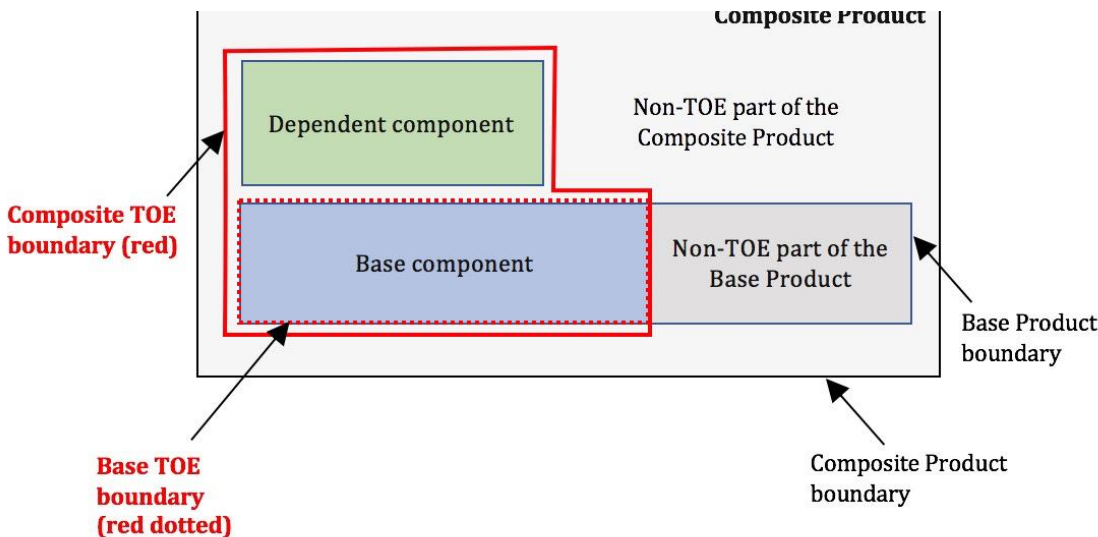 Composite Product
Dependent component
Non-TOE part of the
Composite Product
Composite TOE
boundary (red)
Base component
Non-TOE part of the
Base Product
Base Product
boundary
Base TOE
boundary
(red dotted)
Composite Product
boundary